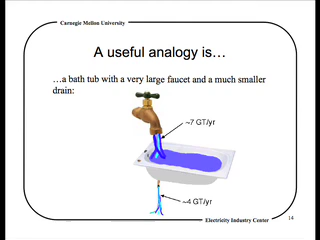 Carnegie Mellon University
A useful analogy is…
…a bath tub with a very large faucet and a much smaller
drain:
~7 GT/yr
~4 GT/yr
Electricity Industry Center
14